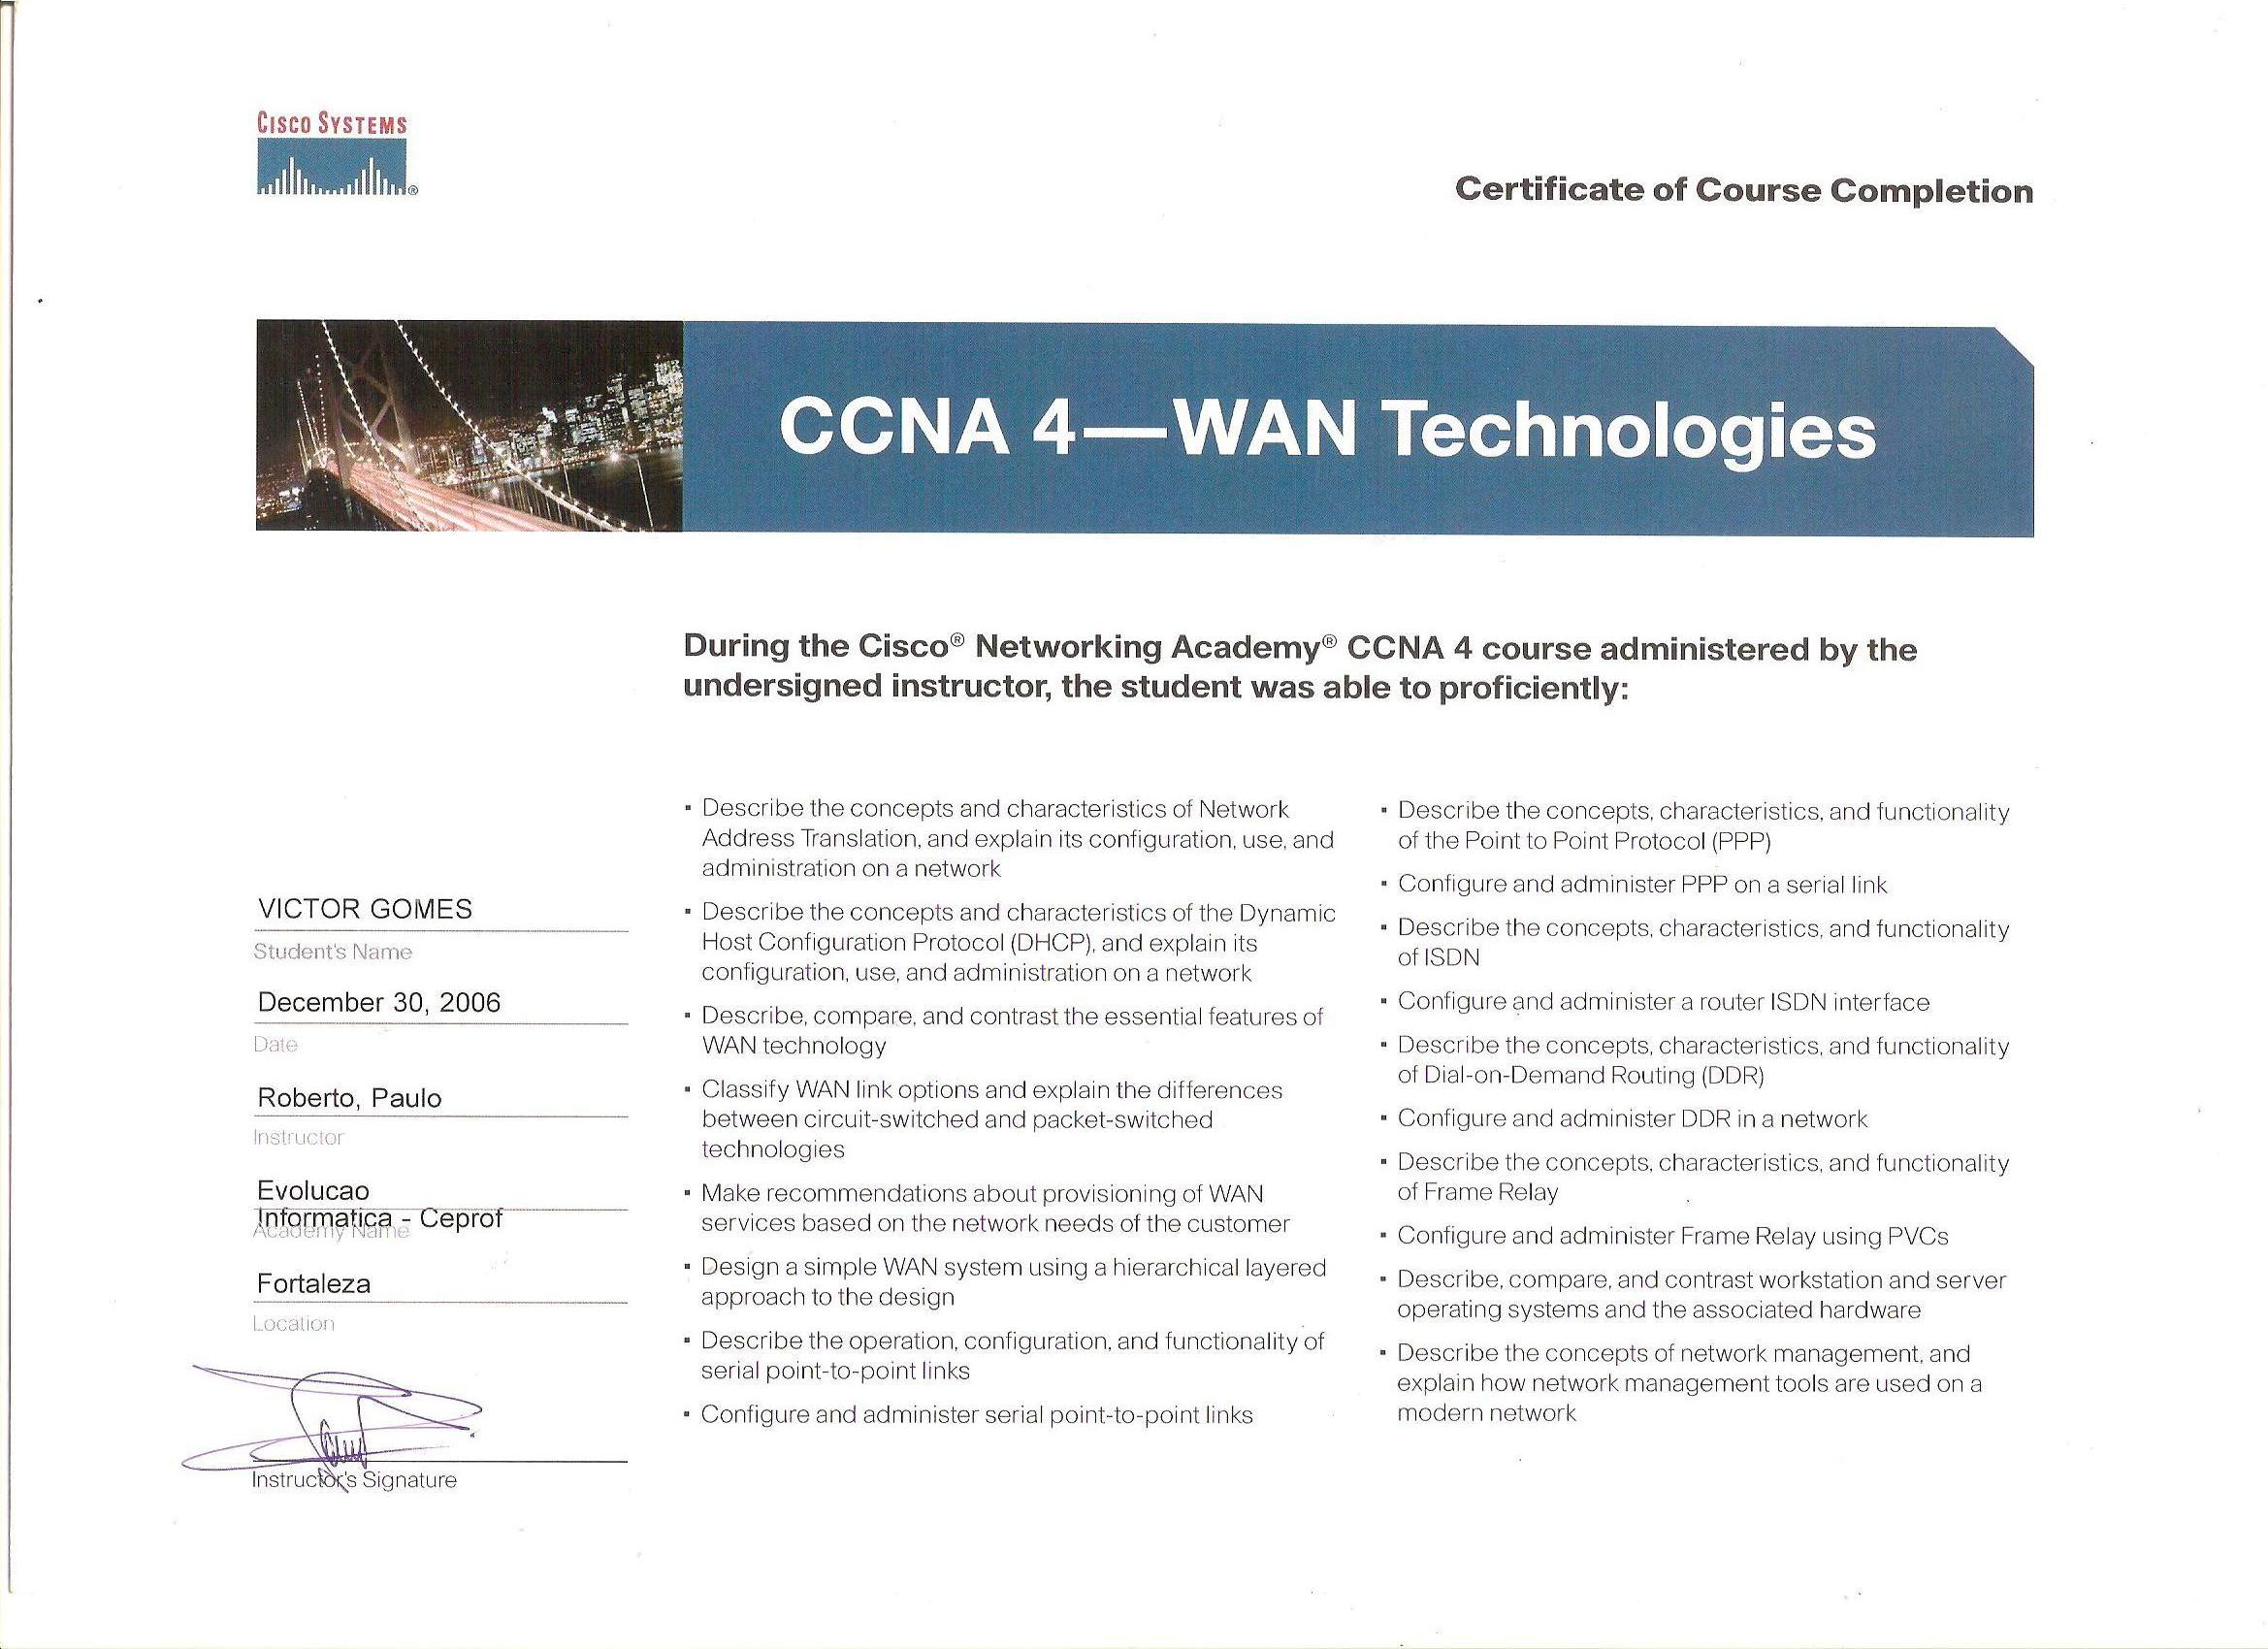 CISCO SYSTEMS
®
Certificate of Course Completion
CCNA 4—WAN Technologies
During the Cisco® Networking Academy® CCNA 4 course administered by the
undersigned instructor, the student was able to proficiently:
VICTOR GOMES
Student's Name
December 30, 2006
Date
Roberto, Paulo
Instructor
Evolucao
Informatica - Ceprof
Academy Name
Fortaleza
Location
Instructor's Signature
▪ Describe the concepts and characteristics of Network
Address Translation, and explain its configuration, use, and
administration on a network
▪ Describe the concepts and characteristics of the Dynamic
Host Configuration Protocol (DHCP), and explain its
configuration, use, and administration on a network
▪ Describe, compare, and contrast the essential features of
WAN technology
▪ Classify WAN link options and explain the differences
between circuit-switched and packet-switched
technologies
▪ Make recommendations about provisioning of WAN
services based on the network needs of the customer
▪ Design a simple WAN system using a hierarchical layered
approach to the design
▪ Describe the operation, configuration, and functionality of
serial point-to-point links
▪ Configure and administer serial point-to-point links
▪ Describe the concepts, characteristics, and functionality
of the Point to Point Protocol (PPP)
▪ Configure and administer PPP on a serial link
▪ Describe the concepts, characteristics, and functionality
of ISDN
▪ Configure and administer a router ISDN interface
▪ Describe the concepts, characteristics, and functionality
of Dial-on-Demand Routing (DDR)
▪ Configure and administer DDR in a network
▪ Describe the concepts, characteristics, and functionality
of Frame Relay
▪ Configure and administer Frame Relay using PVCs
▪ Describe, compare, and contrast workstation and server
operating systems and the associated hardware
▪ Describe the concepts of network management, and
explain how network management tools are used on a
modern network